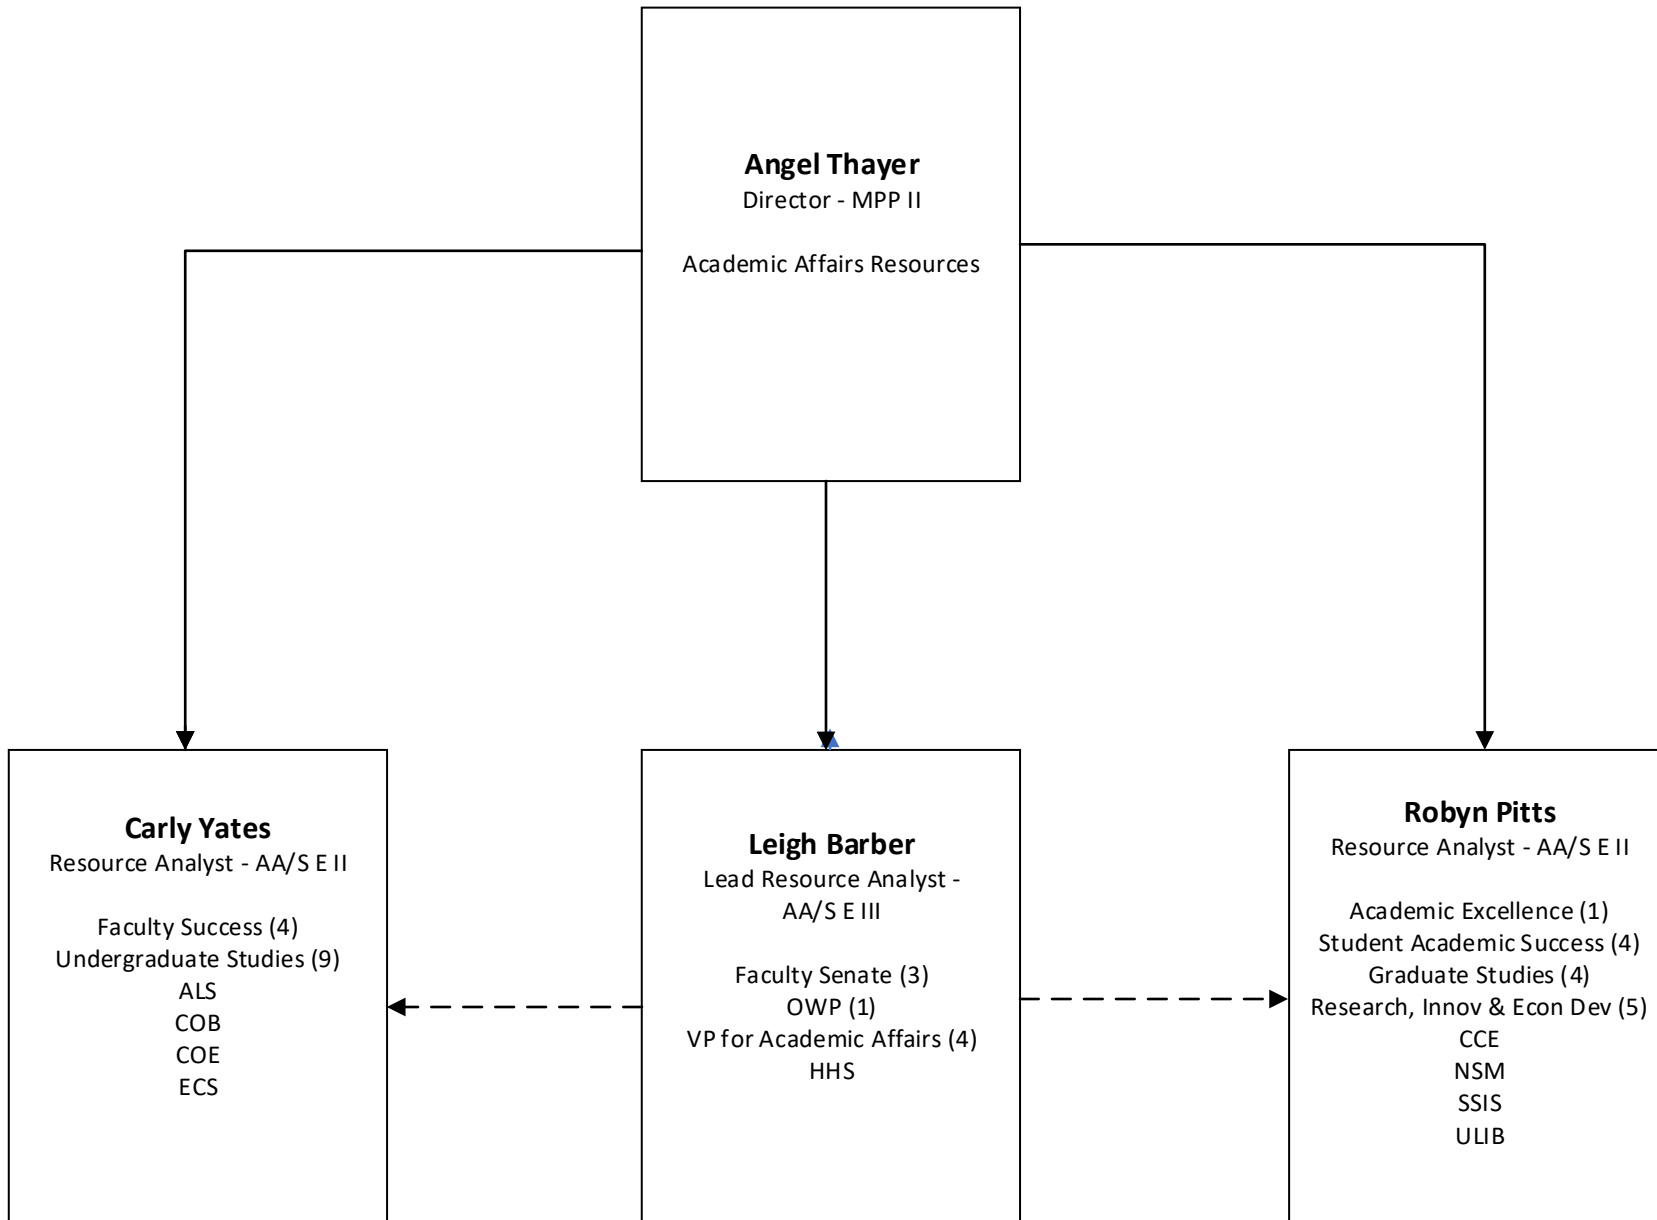 Angel Thayer
Director - MPP II
Academic Affairs Resources
Carly Yates
Resource Analyst - AA/S E II
Faculty Success (4)
Undergraduate Studies (9)
ALS
COB
COE
ECS
Leigh Barber
Lead Resource Analyst -
AA/S E III
Faculty Senate (3)
OWP (1)
VP for Academic Affairs (4)
HHS
Robyn Pitts
Resource Analyst - AA/S E II
Academic Excellence (1)
Student Academic Success (4)
Graduate Studies (4)
Research, Innov & Econ Dev (5)
CCE
NSM
SSIS
ULIB